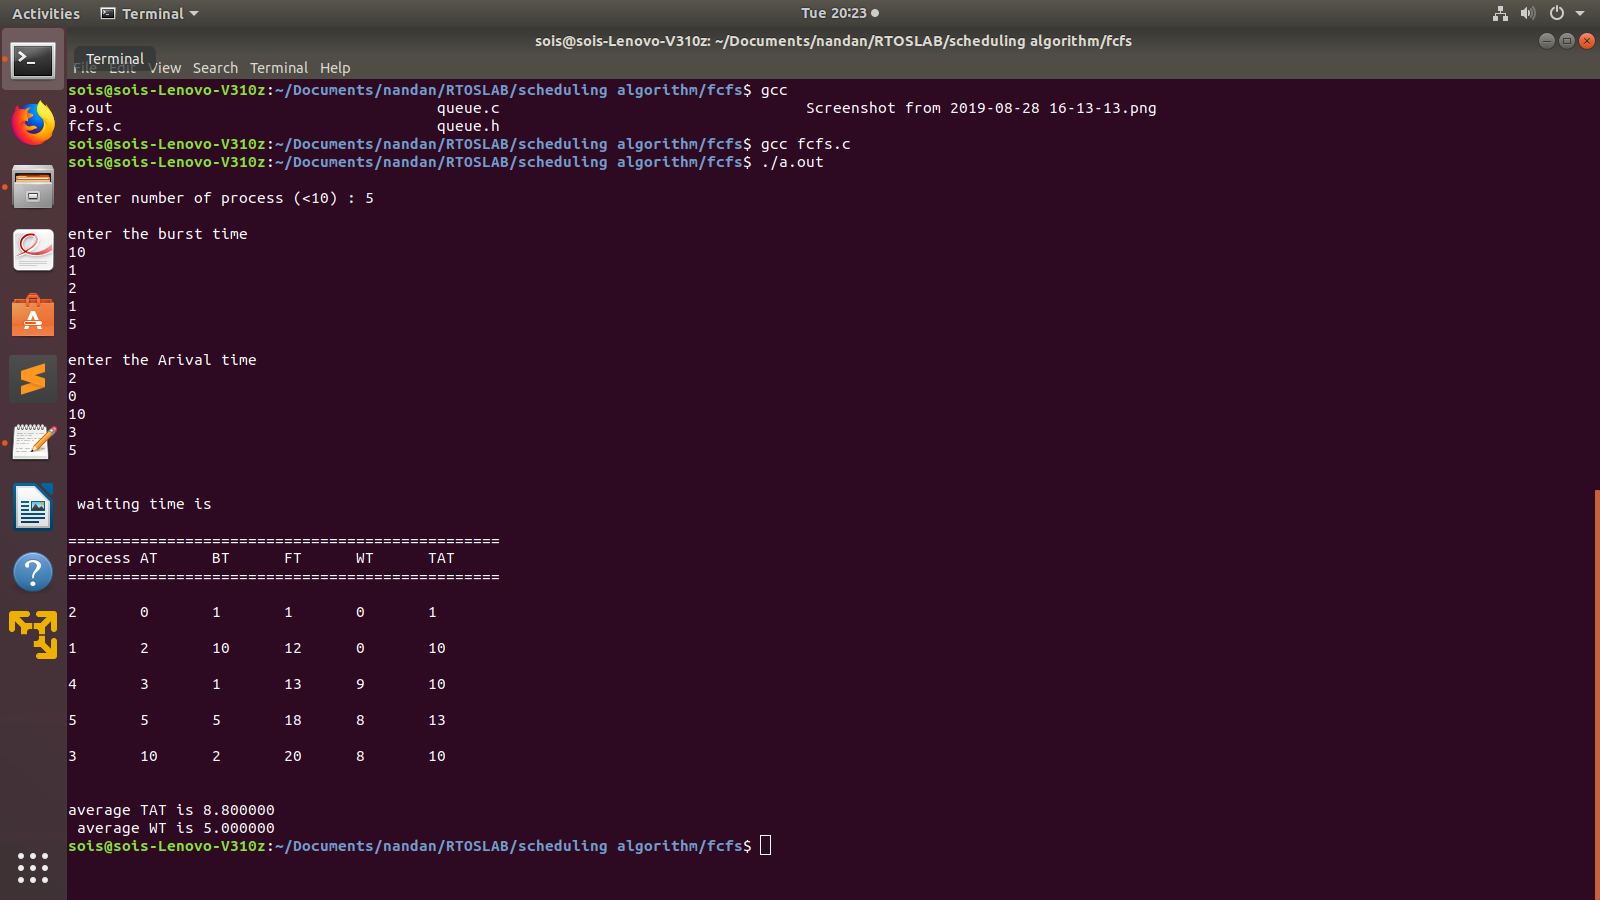 Activities Terminal Tue 20:23
sois@sois-Lenovo-V310z: ~/Documents/nandan/RTOSLAB/scheduling algorithm/fcfs
Terminal
File Edit View Search Terminal Help
sois@sois-Lenovo-V310z:~/Documents/nandan/RTOSLAB/scheduling algorithm/fcfs$ gcc
a.out queue.c Screenshot from 2019-08-28 16-13-13.png
fcfs.c queue.h
sois@sois-Lenovo-V310z:~/Documents/nandan/RTOSLAB/scheduling algorithm/fcfs$ gcc fcfs.c
sois@sois-Lenovo-V310z:~/Documents/nandan/RTOSLAB/scheduling algorithm/fcfs$ ./a.out
enter number of process (<10) : 5
enter the burst time
10
1
2
1
5
enter the Arival time
2
0
10
3
5
waiting time is
================================================
process AT BT FT WT TAT
================================================
2 0 1 1 0 1
1 2 10 12 0 10
4 3 1 13 9 10
5 5 5 18 8 13
3 10 2 20 8 10
average TAT is 8.800000
average WT is 5.000000
sois@sois-Lenovo-V310z:~/Documents/nandan/RTOSLAB/scheduling algorithm/fcfs$